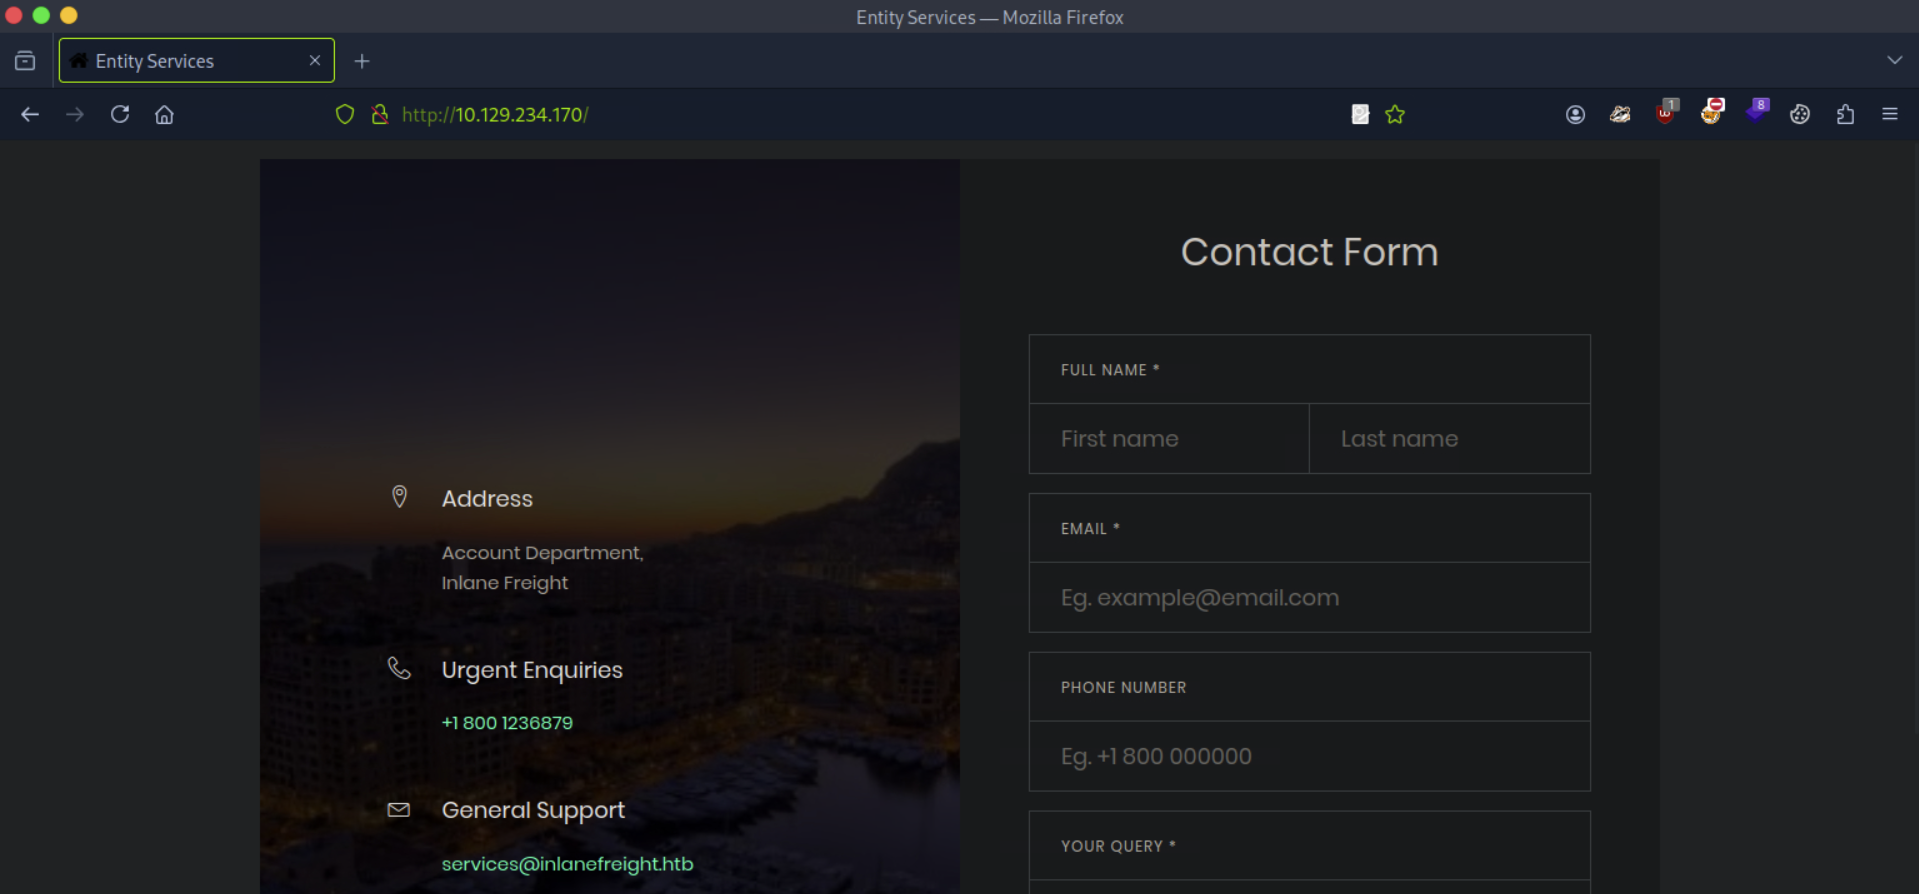 Entity Services — Mozilla Firefox
Entity Services
http://10.129.234.170/
1
8
Address
Account Department,
Inlane Freight
Urgent Enquiries
+1 800 1236879
General Support
services@inlanefreight.htb
Contact Form
FULL NAME *
First name Last name
EMAIL *
Eg. example@email.com
PHONE NUMBER
Eg. +1 800 000000
YOUR QUERY *